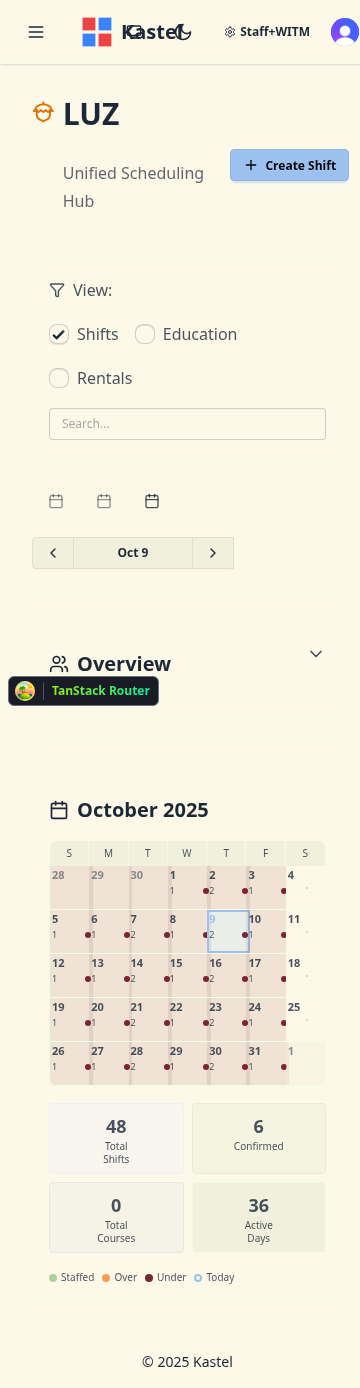 Kastel
Staff+WITM
LUZ
Unified Scheduling
Hub
Create Shift
View:
Shifts
Education
Rentals
Search...
Oct 9
Overview
TanStack Router
October 2025
S M T W T F S
28 29 30 1 2 3 4
1 2 1
5 6 7 8 9 10 11
1 1 2 1 2 1
12 13 14 15 16 17 18
1 1 2 1 2 1
19 20 21 22 23 24 25
1 1 2 1 2 1
26 27 28 29 30 31 1
1 1 2 1 2 1
48
Total
Shifts
6
Confirmed
0
Total
Courses
36
Active
Days
Staffed Over Under Today
© 2025 Kastel